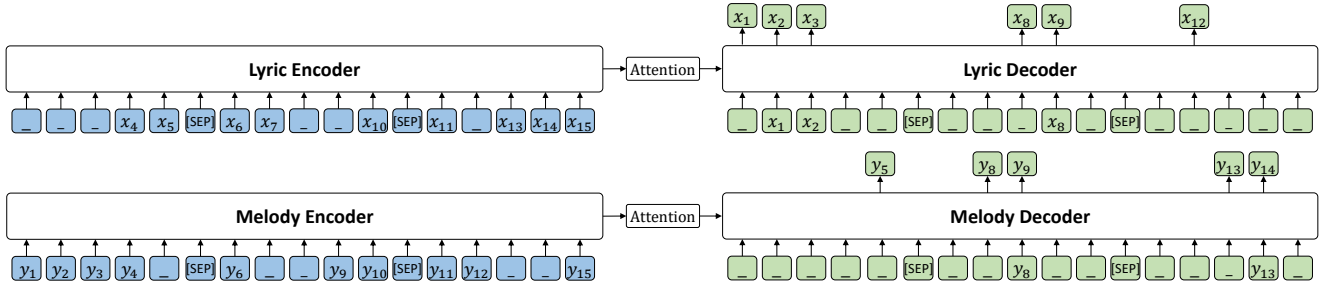 x₁ x₂ x₃ x₈ x₉ x₁₂
Lyric Encoder Attention Lyric Decoder
_ _ _ x₄ x₅ [SEP] x₆ x₇ _ _ x₁₀ [SEP] x₁₁ _ x₁₃ x₁₄ x₁₅ _ x₁ x₂ _ _ [SEP] _ _ _ x₈ _ [SEP] _ _ _ _ _
y₅ y₈ y₉ y₁₃ y₁₄
Melody Encoder Attention Melody Decoder
y₁ y₂ y₃ y₄ _ [SEP] y₆ _ _ y₉ y₁₀ [SEP] y₁₁ y₁₂ _ _ y₁₅ _ _ _ _ _ [SEP] _ _ y₈ _ _ [SEP] _ _ _ y₁₃ _